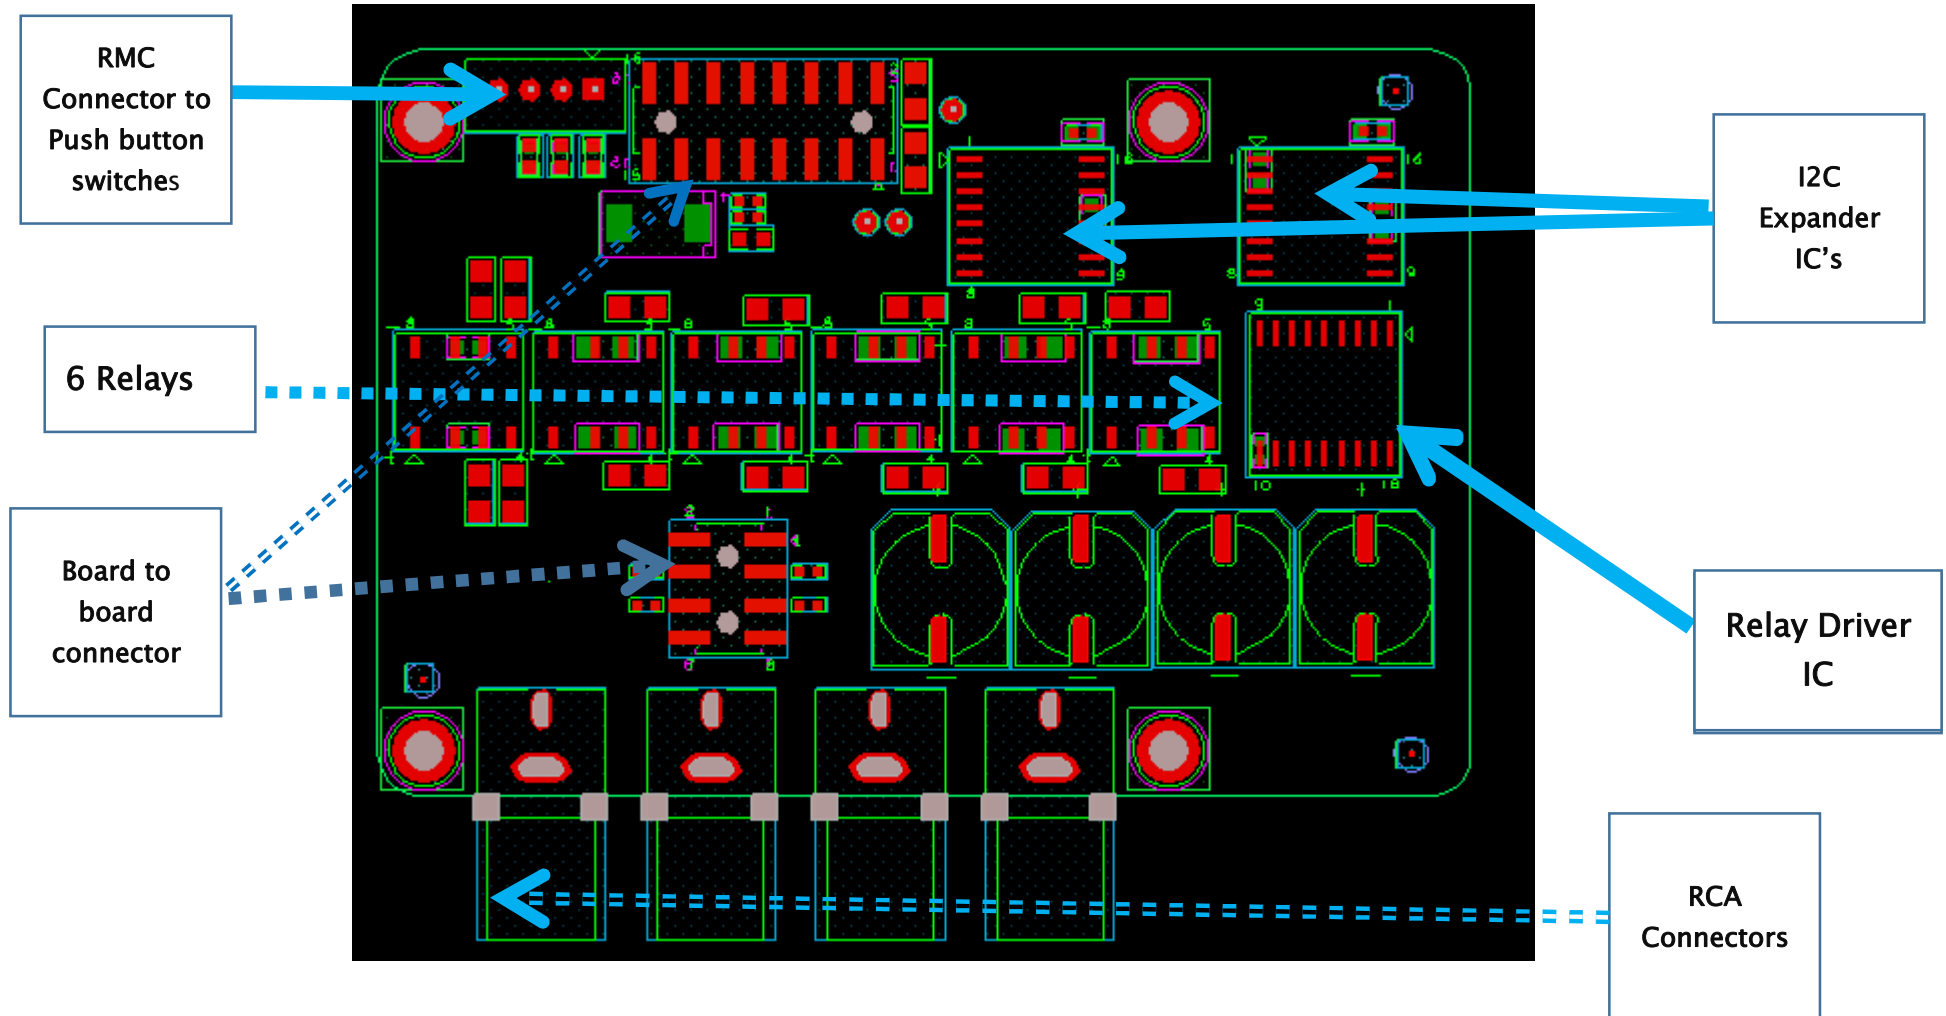 RMC
Connector to
Push button
switches
I2C
Expander
IC's
6 Relays
Board to
board
connector
Relay Driver
IC
RCA
Connectors